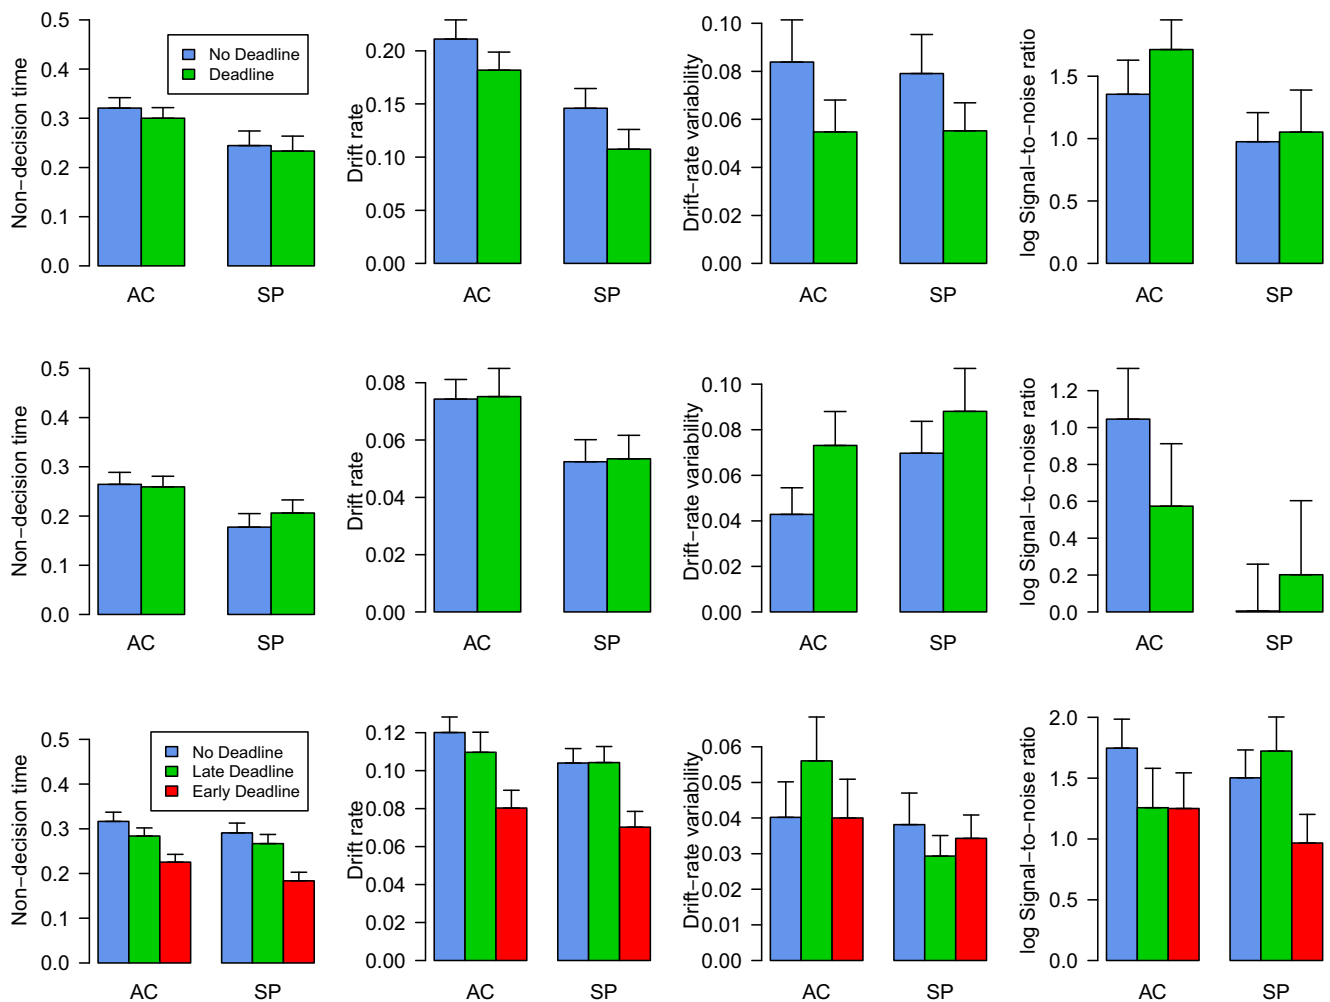 Non−decision time
0.5
0.4
0.3
0.2
0.1
0.0
No Deadline
Deadline
AC
SP
Drift rate
0.20
0.15
0.10
0.05
0.00
AC
SP
Drift−rate variability
0.10
0.08
0.06
0.04
0.02
0.00
AC
SP
log Signal−to−noise ratio
1.5
1.0
0.5
0.0
AC
SP
Non−decision time
0.5
0.4
0.3
0.2
0.1
0.0
AC
SP
Drift rate
0.08
0.06
0.04
0.02
0.00
AC
SP
Drift−rate variability
0.10
0.08
0.06
0.04
0.02
0.00
AC
SP
log Signal−to−noise ratio
1.2
1.0
0.8
0.6
0.4
0.2
0.0
AC
SP
Non−decision time
0.5
0.4
0.3
0.2
0.1
0.0
No Deadline
Late Deadline
Early Deadline
AC
SP
Drift rate
0.12
0.10
0.08
0.06
0.04
0.02
0.00
AC
SP
Drift−rate variability
0.06
0.05
0.04
0.03
0.02
0.01
0.00
AC
SP
log Signal−to−noise ratio
2.0
1.5
1.0
0.5
0.0
AC
SP